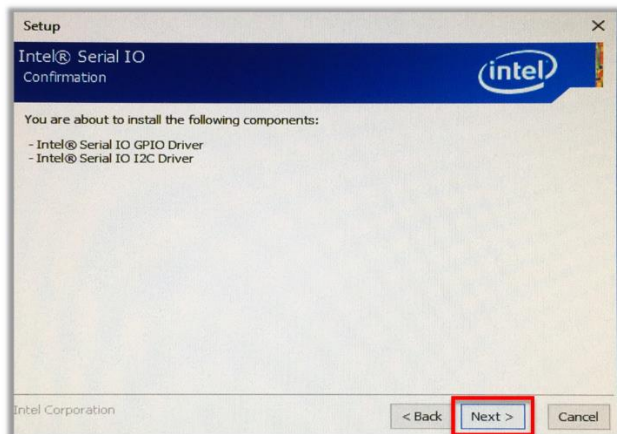 Setup
Intel® Serial IO
Confirmation
intel
You are about to install the following components:
- Intel® Serial IO GPIO Driver
- Intel® Serial IO I2C Driver
Intel Corporation
< Back
Next >
Cancel